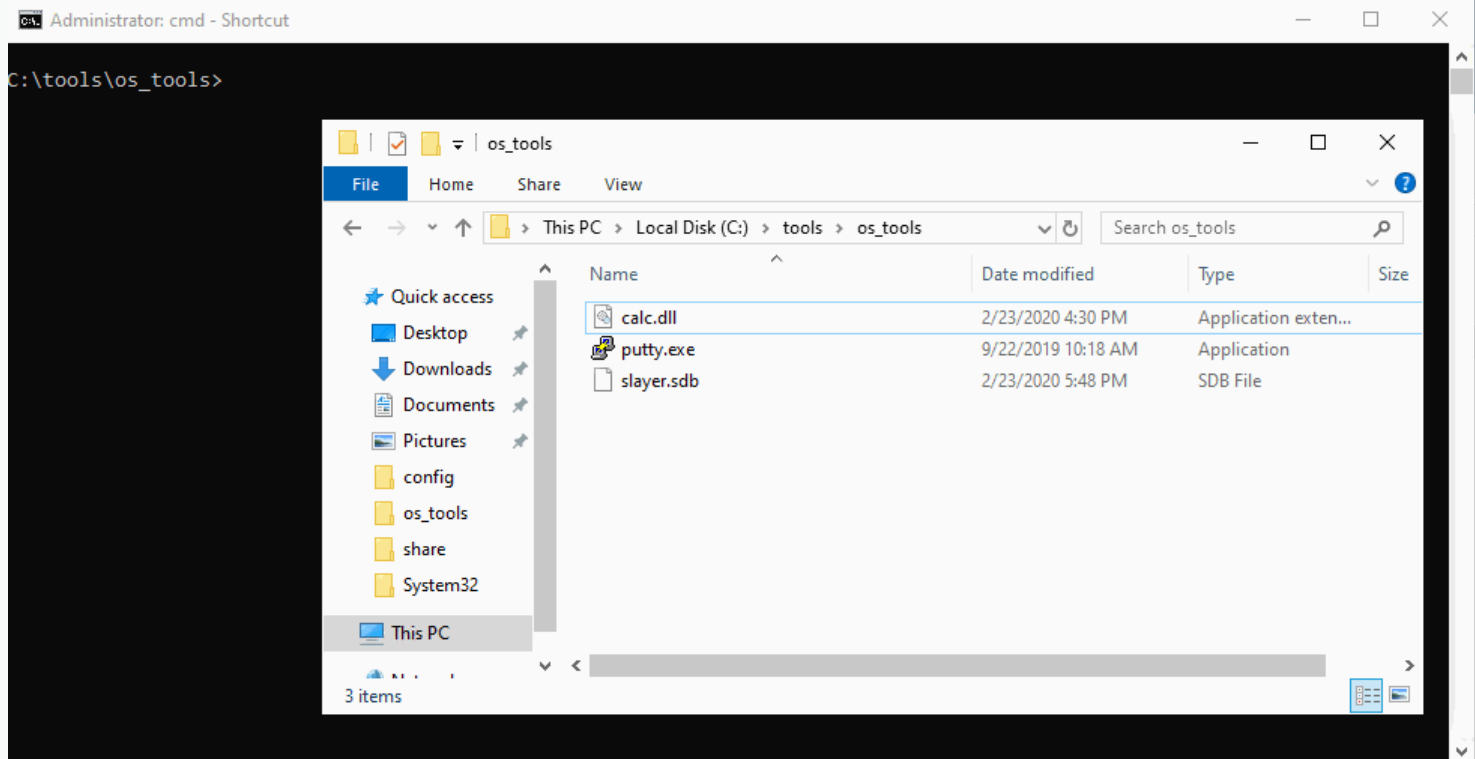 Administrator: cmd - Shortcut
C:\tools\os_tools>
os_tools
File Home Share View
This PC > Local Disk (C:) > tools > os_tools
Search os_tools
Name Date modified Type Size
Quick access
Desktop
Downloads
Documents
Pictures
config
os_tools
share
System32
This PC
calc.dll 2/23/2020 4:30 PM Application exten...
putty.exe 9/22/2019 10:18 AM Application
slayer.sdb 2/23/2020 5:48 PM SDB File
3 items